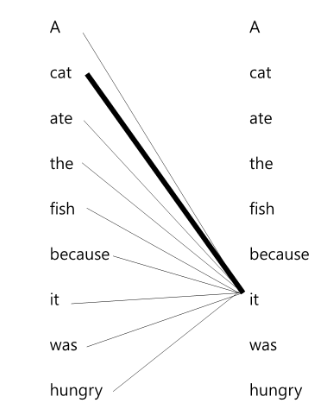 A A
cat cat
ate ate
the the
fish fish
because because
it it
was was
hungry hungry